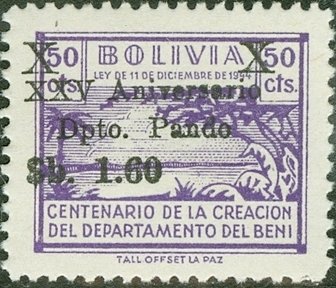 X BOLIVIA X
50 cts. 50 cts.
LEY DE 11 DE DICIEMBRE DE 1954
XXV Aniversario
Dpto. Pando
$b. 1.60
CENTENARIO DE LA CREACION
DEL DEPARTAMENTO DEL BENI
TALL OFFSET LA PAZ